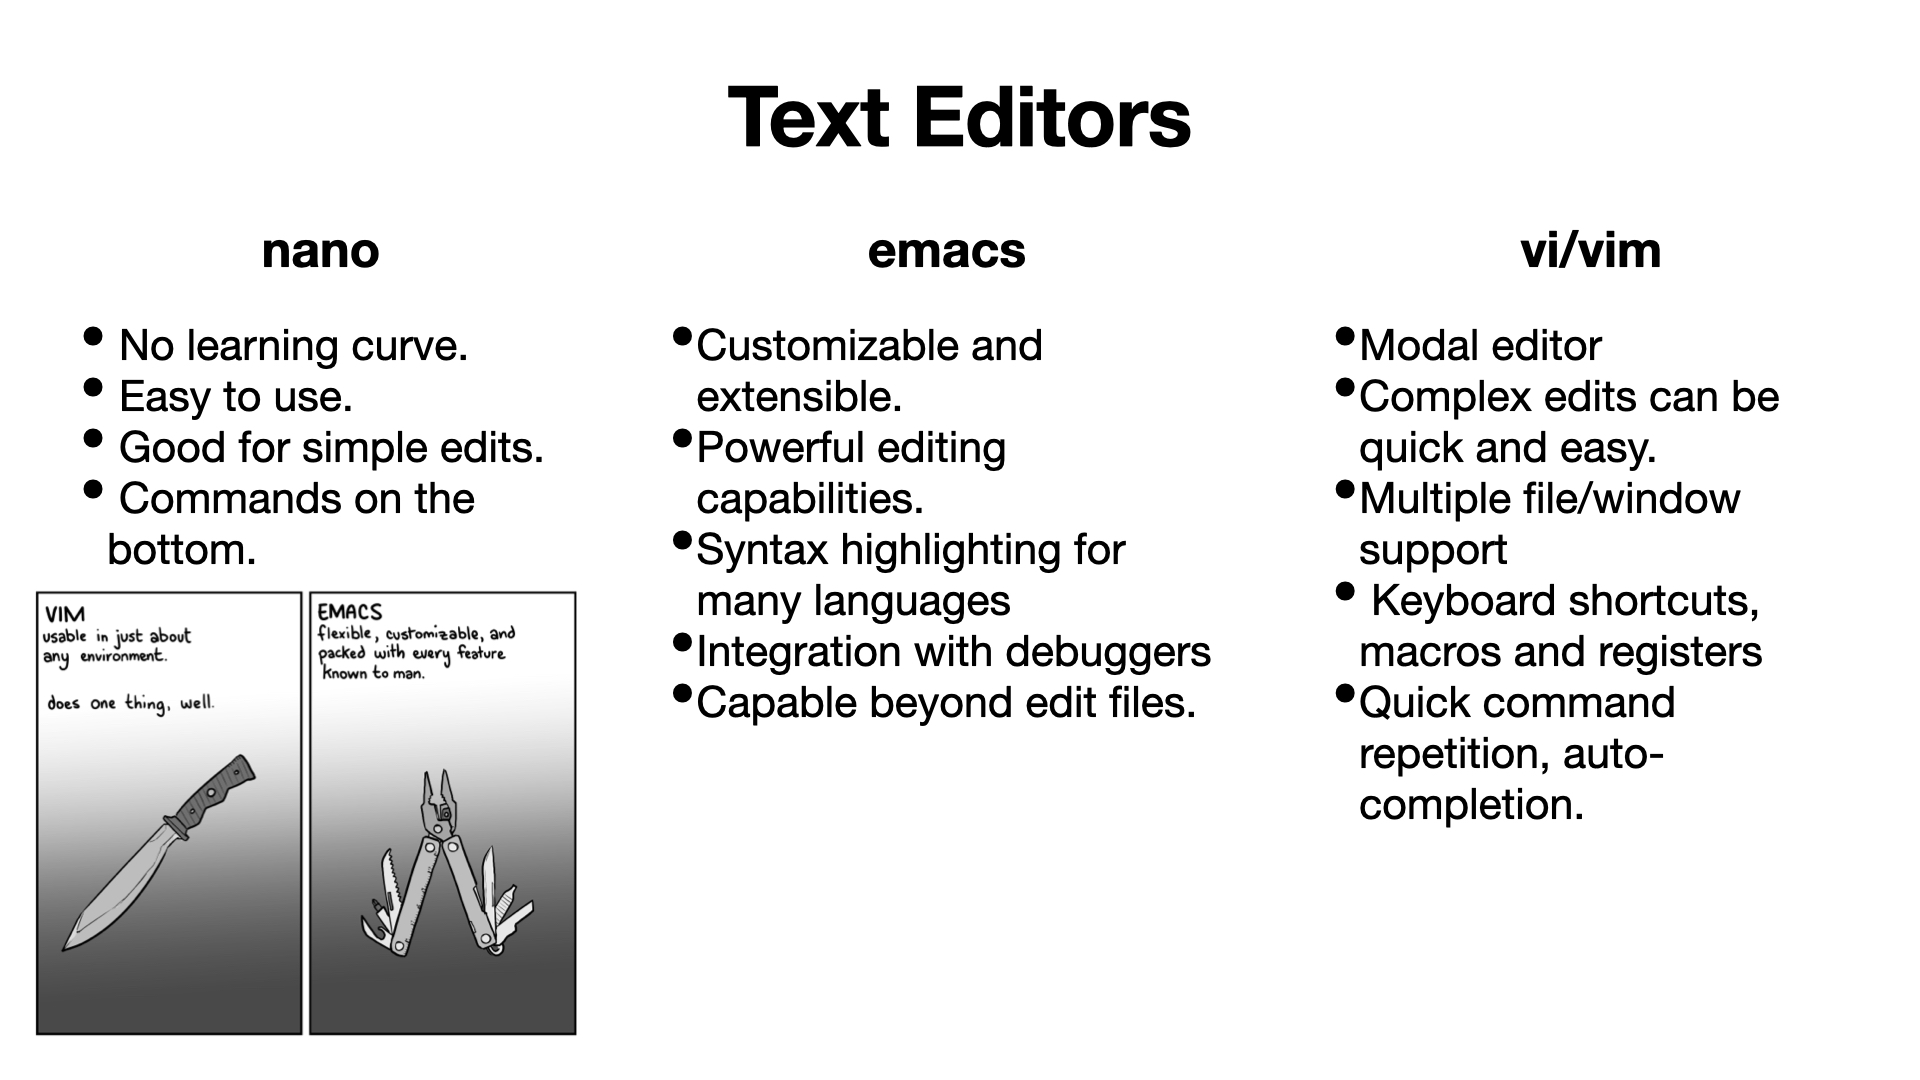 Text Editors
nano
• No learning curve.
• Easy to use.
• Good for simple edits.
• Commands on the
bottom.
VIM
usable in just about
any environment.
does one thing, well.
EMACS
flexible, customizable, and
packed with every feature
known to man.
emacs
•Customizable and
extensible.
•Powerful editing
capabilities.
•Syntax highlighting for
many languages
•Integration with debuggers
•Capable beyond edit files.
vi/vim
•Modal editor
•Complex edits can be
quick and easy.
•Multiple file/window
support
• Keyboard shortcuts,
macros and registers
•Quick command
repetition, auto-
completion.